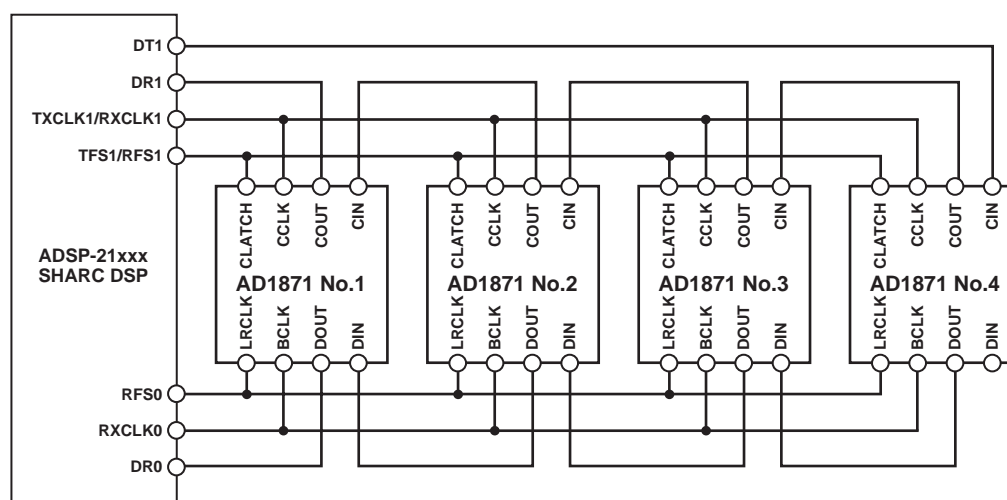 DT1
DR1
TXCLK1/RXCLK1
TFS1/RFS1
ADSP-21xxx
SHARC DSP
RFS0
RXCLK0
DR0
CLATCH
CCLK
COUT
CIN
AD1871 No.1
LRCLK
BCLK
DOUT
DIN
CLATCH
CCLK
COUT
CIN
AD1871 No.2
LRCLK
BCLK
DOUT
DIN
CLATCH
CCLK
COUT
CIN
AD1871 No.3
LRCLK
BCLK
DOUT
DIN
CLATCH
CCLK
COUT
CIN
AD1871 No.4
LRCLK
BCLK
DOUT
DIN